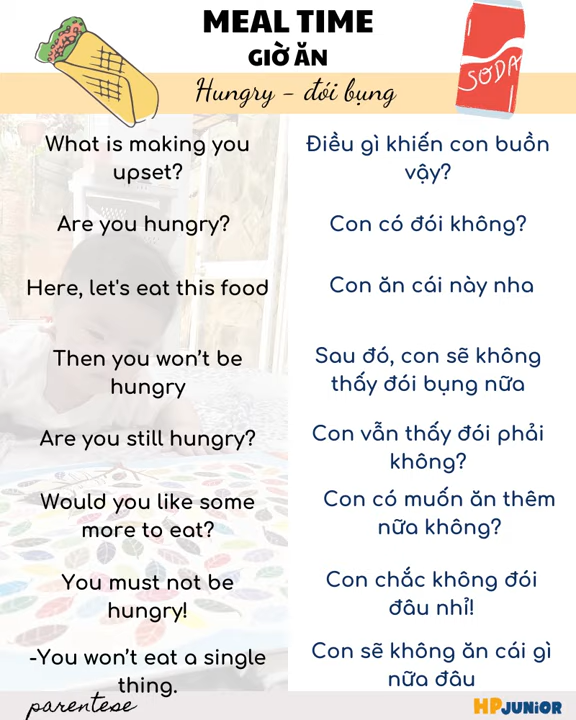 MEAL TIME
GIỜ ĂN
SODA
Hungry - đói bụng
What is making you
upset?
Điều gì khiến con buồn
vậy?
Are you hungry?
Con có đói không?
Here, let's eat this food
Con ăn cái này nha
Then you won't be
hungry
Sau đó, con sẽ không
thấy đói bụng nữa
Are you still hungry?
Con vẫn thấy đói phải
không?
Would you like some
more to eat?
Con có muốn ăn thêm
nữa không?
You must not be
hungry!
Con chắc không đói
đâu nhỉ!
-You won't eat a single
thing.
Con sẽ không ăn cái gì
nữa đâu
parentese
HPJUNiOR